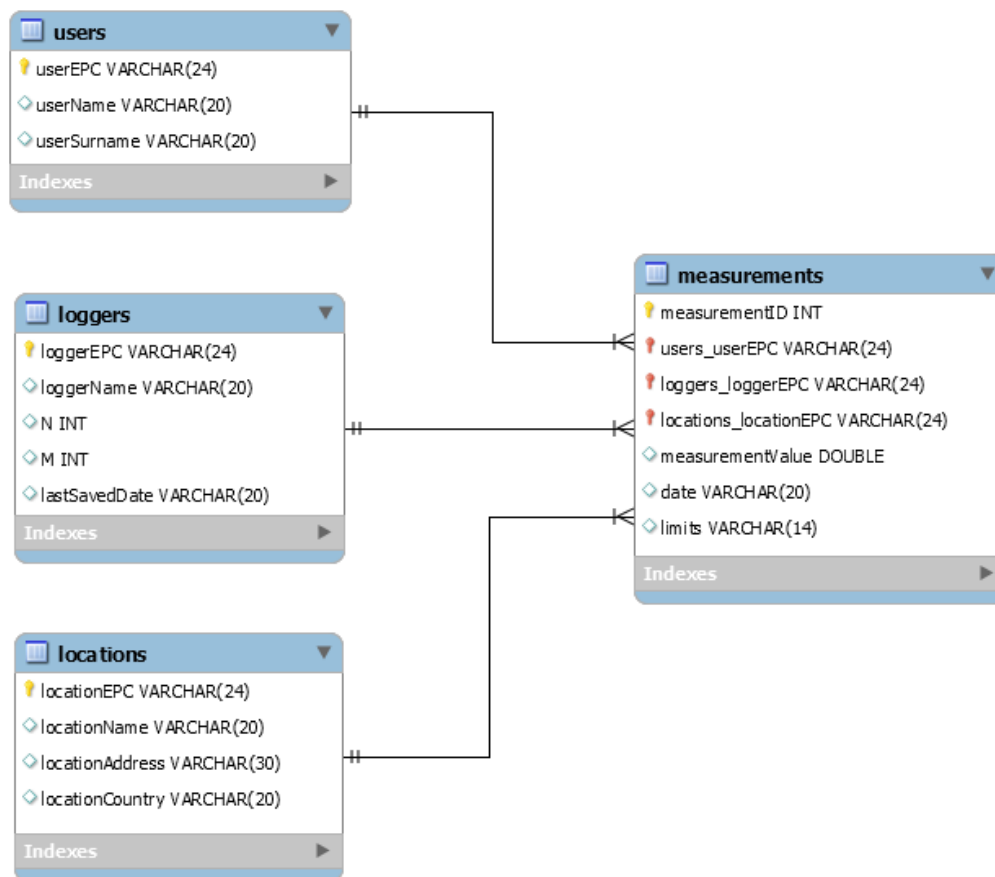 users
userEPC VARCHAR(24)
userName VARCHAR(20)
userSurname VARCHAR(20)
Indexes
loggers
loggerEPC VARCHAR(24)
loggerName VARCHAR(20)
N INT
M INT
lastSavedDate VARCHAR(20)
Indexes
locations
locationEPC VARCHAR(24)
locationName VARCHAR(20)
locationAddress VARCHAR(30)
locationCountry VARCHAR(20)
Indexes
measurements
measurementID INT
users_userEPC VARCHAR(24)
loggers_loggerEPC VARCHAR(24)
locations_locationEPC VARCHAR(24)
measurementValue DOUBLE
date VARCHAR(20)
limits VARCHAR(14)
Indexes